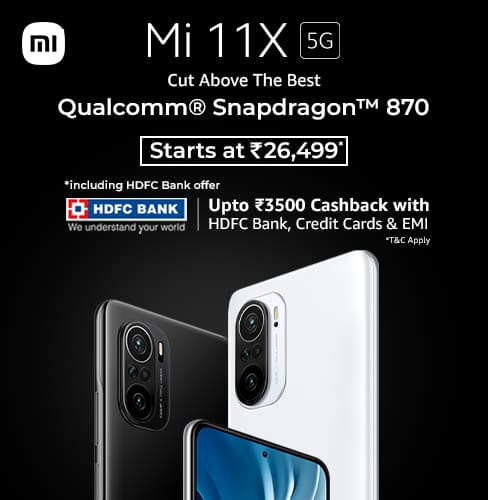 mi
Mi 11X 5G
Cut Above The Best
Qualcomm® Snapdragon™ 870
Starts at ₹26,499*
*including HDFC Bank offer
HDFC BANK
We understand your world
Upto ₹3500 Cashback with
HDFC Bank, Credit Cards & EMI
*T&C Apply